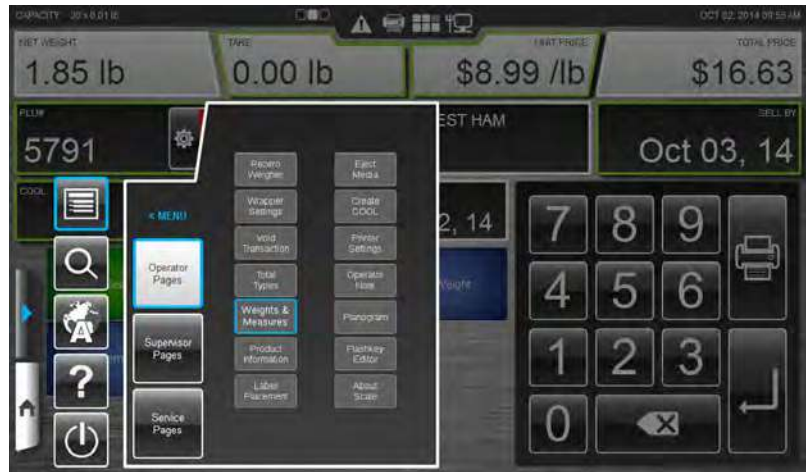 CAPACITY 30 x 0.01 lb
OCT 02, 2014 09:53 AM
NET WEIGHT
TARE
UNIT PRICE
TOTAL PRICE
1.85 lb
0.00 lb
$8.99 /lb
$16.63
PLU#
EST HAM
SELL BY
5791
Oct 03, 14
COOL
2, 14
< MENU
Operator
Pages
Supervisor
Pages
Service
Pages
Rezero
Weigher
Eject
Media
Wrapper
Settings
Create
COOL
Void
Transaction
Printer
Settings
Total
Types
Operator
Note
Weights &
Measures
Planogram
Product
Information
Flashkey
Editor
Label
Placement
About
Scale
Weight
A
?
7 8 9
4 5 6
1 2 3
0